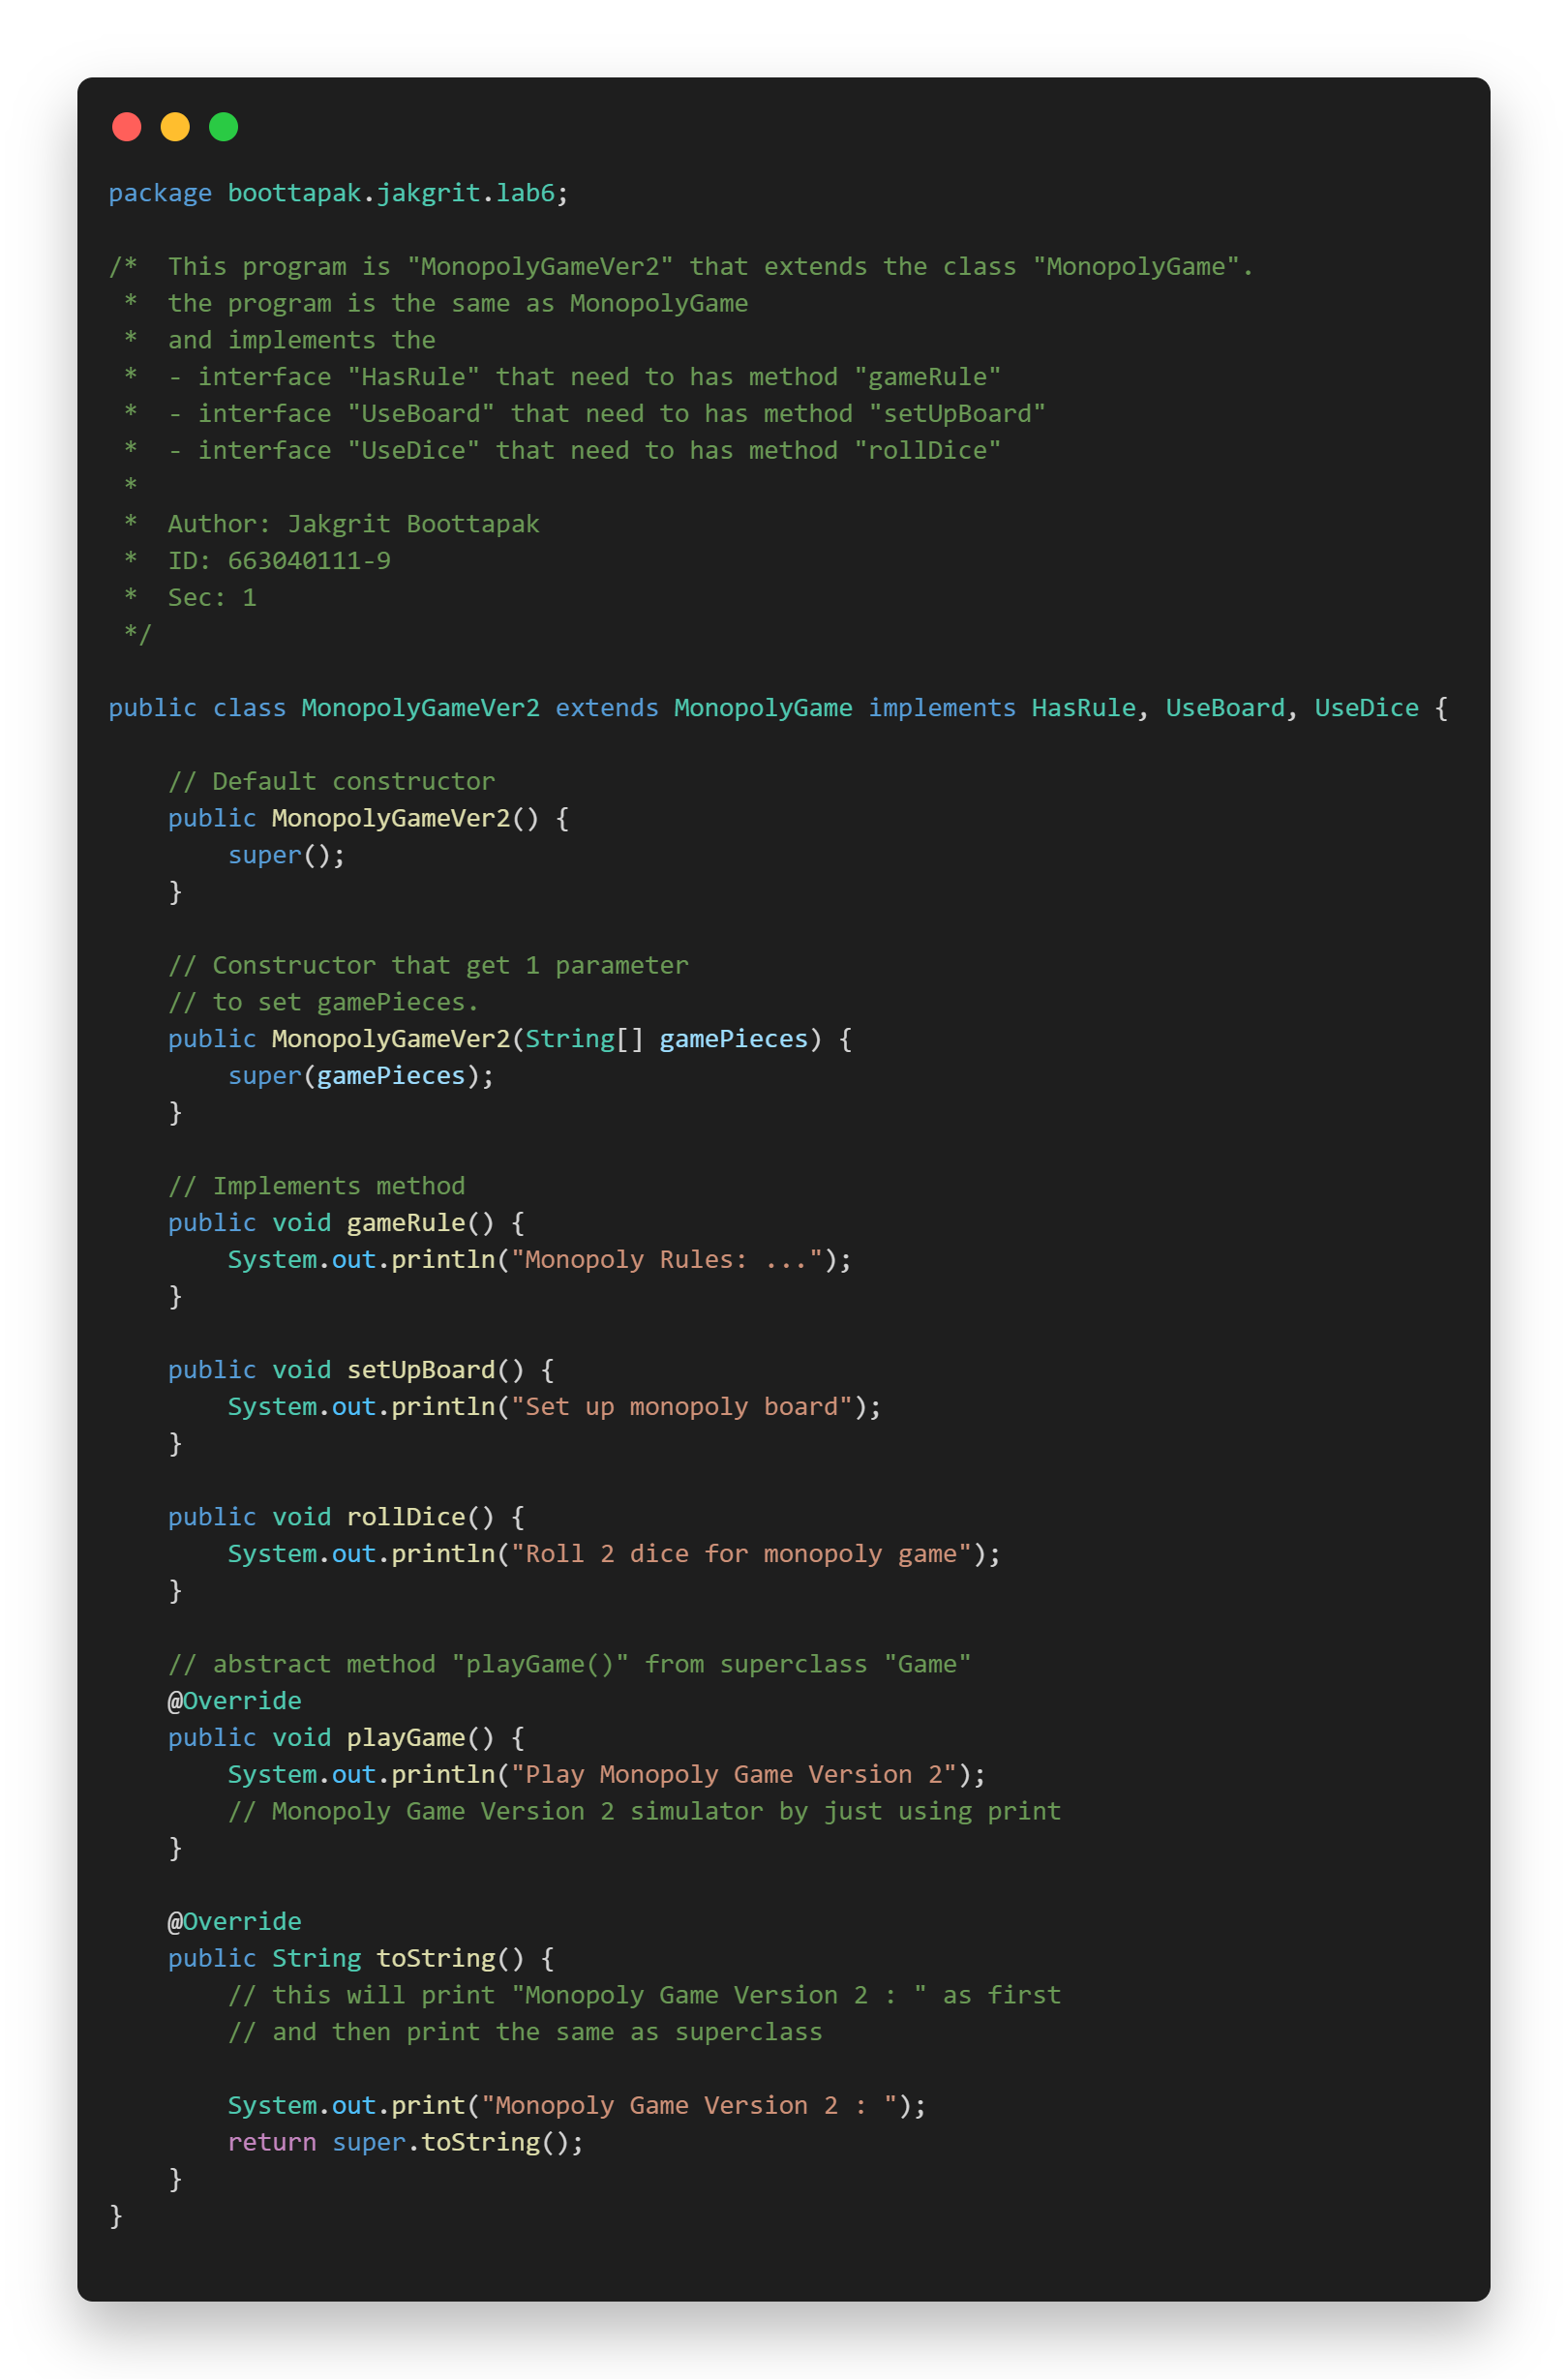 package boottapak.jakgrit.lab6;

/*  This program is "MonopolyGameVer2" that extends the class "MonopolyGame".
 *  the program is the same as MonopolyGame
 *  and implements the
 *  - interface "HasRule" that need to has method "gameRule"
 *  - interface "UseBoard" that need to has method "setUpBoard"
 *  - interface "UseDice" that need to has method "rollDice"
 *
 *  Author: Jakgrit Boottapak
 *  ID: 663040111-9
 *  Sec: 1
 */

public class MonopolyGameVer2 extends MonopolyGame implements HasRule, UseBoard, UseDice {

    // Default constructor
    public MonopolyGameVer2() {
        super();
    }

    // Constructor that get 1 parameter
    // to set gamePieces.
    public MonopolyGameVer2(String[] gamePieces) {
        super(gamePieces);
    }

    // Implements method
    public void gameRule() {
        System.out.println("Monopoly Rules: ...");
    }

    public void setUpBoard() {
        System.out.println("Set up monopoly board");
    }

    public void rollDice() {
        System.out.println("Roll 2 dice for monopoly game");
    }

    // abstract method "playGame()" from superclass "Game"
    @Override
    public void playGame() {
        System.out.println("Play Monopoly Game Version 2");
        // Monopoly Game Version 2 simulator by just using print
    }

    @Override
    public String toString() {
        // this will print "Monopoly Game Version 2 : " as first
        // and then print the same as superclass

        System.out.print("Monopoly Game Version 2 : ");
        return super.toString();
    }
}